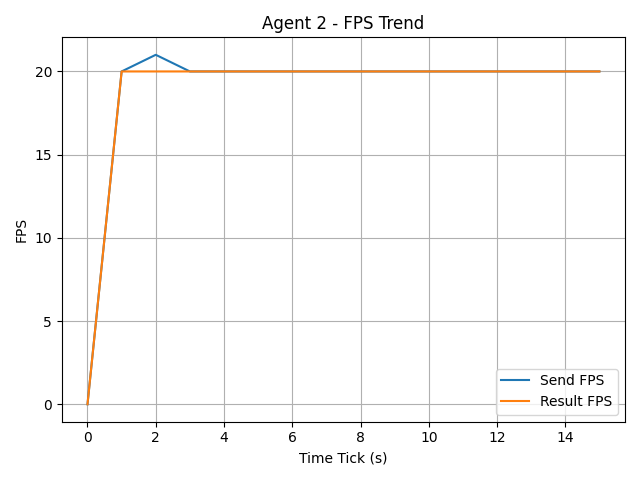 Agent 2 - FPS Trend
FPS
20
15
10
5
0
0 2 4 6 8 10 12 14
Time Tick (s)
Send FPS
Result FPS